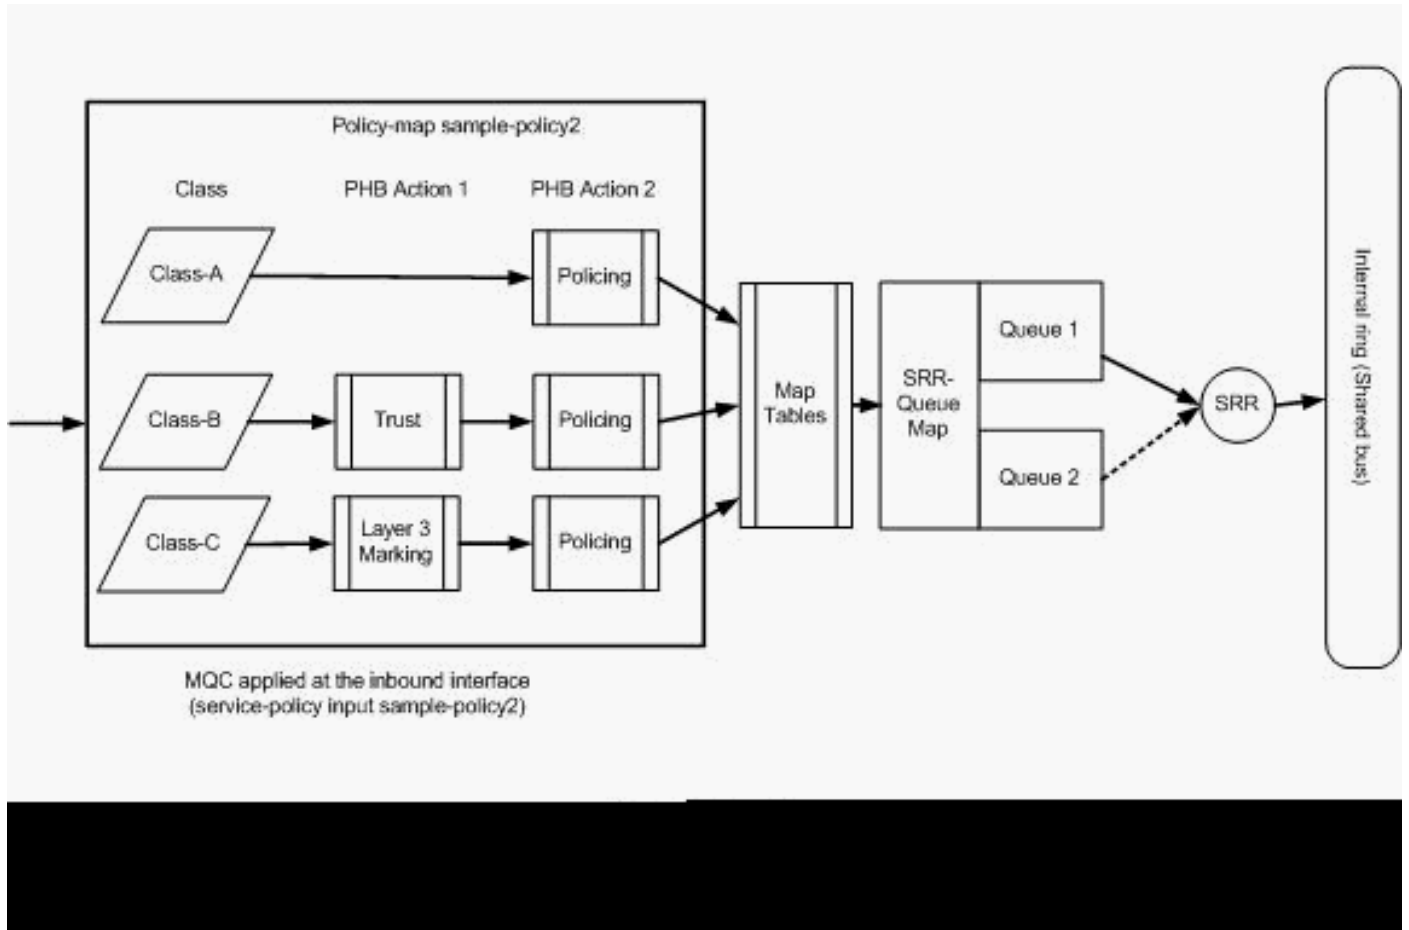 Policy-map sample-policy2
Class
PHB Action 1
PHB Action 2
Class-A
Policing
Class-B
Trust
Policing
Class-C
Layer 3
Marking
Policing
Map
Tables
SRR-
Queue
Map
Queue 1
Queue 2
SRR
Internal ring (Shared bus)
MQC applied at the inbound interface
(service-policy input sample-policy2)